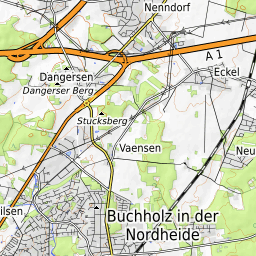 Nenndorf
A 1
Eckel
Dangersen
Dangerser Berg
Stucksberg
Vaensen
Neu
ilsen
Buchholz in der
Nordheide